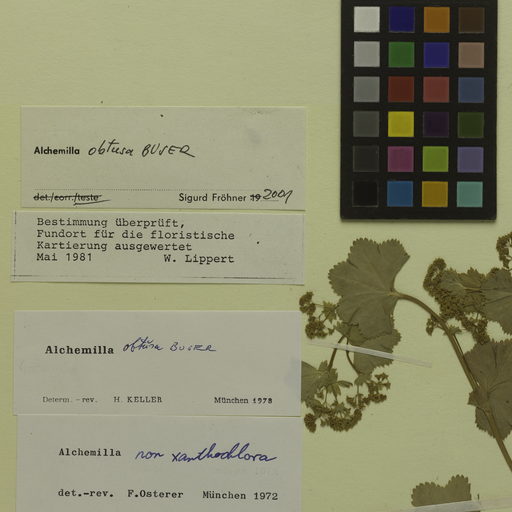 Alchemilla obtusa BUSER
det./corr./teste Sigurd Fröhner 19 2001
Bestimmung überprüft,
Fundort für die floristische
Kartierung ausgewertet
Mai 1981 W. Lippert
Alchemilla obtusa BUSER
Determ. - rev. H. KELLER München 1978
Alchemilla non xanthochlora
det.-rev. F.Osterer München 1972